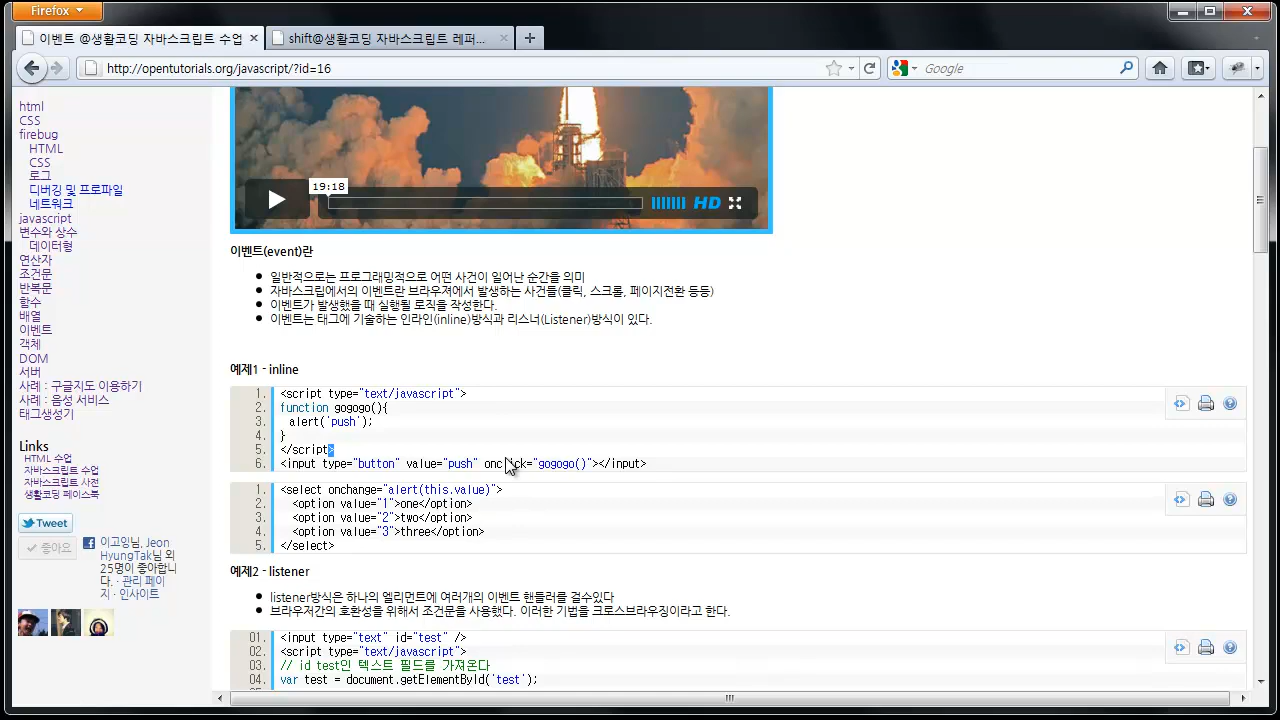 Firefox
이벤트 @생활코딩 자바스크립트 수업
shift@생활코딩 자바스크립트 레퍼...
http://opentutorials.org/javascript/?id=16
Google
html
CSS
firebug
HTML
CSS
로그
디버깅 및 프로파일
네트워크
javascript
변수와 상수
데이터형
연산자
조건문
반복문
함수
배열
이벤트
객체
DOM
서버
사례 : 구글지도 이용하기
사례 : 음성 서비스
태그생성기
Links
HTML 수업
자바스크립트 수업
자바스크립트 사전
생활코딩 페이스북
Tweet
좋아요
이고잉님, Jeon
HyungTak님 외
25명이 좋아합니
다. · 관리 페이
지 · 인사이트
19:18
HD
이벤트(event)란
일반적으로는 프로그래밍적으로 어떤 사건이 일어난 순간을 의미
자바스크립에서의 이벤트란 브라우져에서 발생하는 사건들(클릭, 스크롤, 페이지전환 등등)
이벤트가 발생했을 때 실행될 로직을 작성한다.
이벤트는 태그에 기술하는 인라인(inline)방식과 리스너(Listener)방식이 있다.
예제1 - inline
1. <script type="text/javascript">
2. function gogogo(){
3. alert('push');
4. }
5. </script>
6. <input type="button" value="push" onclick="gogogo()"></input>
1. <select onchange="alert(this.value)">
2. <option value="1">one</option>
3. <option value="2">two</option>
4. <option value="3">three</option>
5. </select>
예제2 - listener
listener방식은 하나의 엘리먼트에 여러개의 이벤트 핸들러를 걸수있다
브라우저간의 호환성을 위해서 조건문을 사용했다. 이러한 기법을 크로스브라우징이라고 한다.
01. <input type="text" id="test" />
02. <script type="text/javascript">
03. // id test인 텍스트 필드를 가져온다
04. var test = document.getElementById('test');